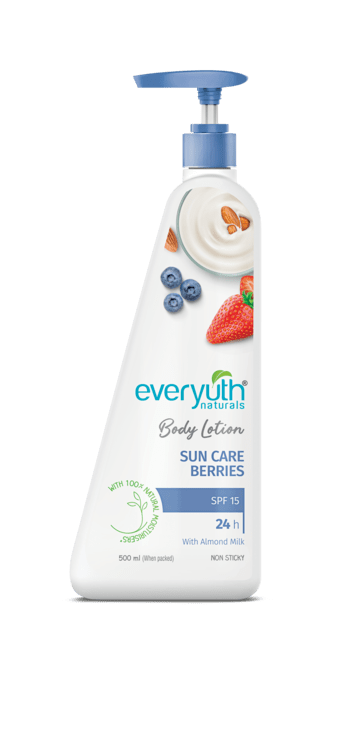 everyuth®
naturals
Body Lotion
SUN CARE
BERRIES
WITH 100% NATURAL MOISTURISERS*
SPF 15
24 h
With Almond Milk
500 ml (When packed)
NON STICKY